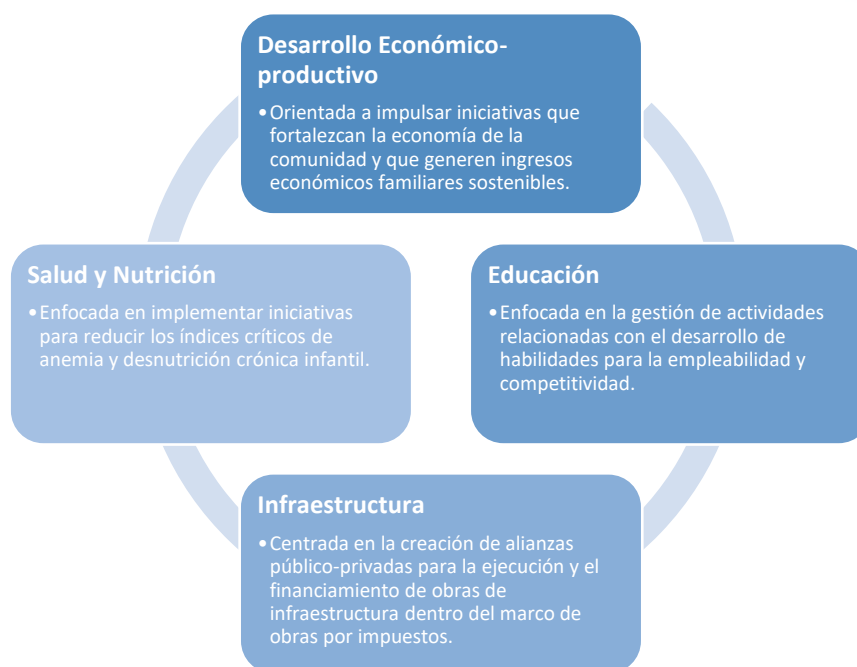 Desarrollo Económico-
productivo
•Orientada a impulsar iniciativas que
fortalezcan la economía de la
comunidad y que generen ingresos
económicos familiares sostenibles.
Salud y Nutrición
•Enfocada en implementar iniciativas
para reducir los índices críticos de
anemia y desnutrición crónica infantil.
Educación
•Enfocada en la gestión de actividades
relacionadas con el desarrollo de
habilidades para la empleabilidad y
competitividad.
Infraestructura
•Centrada en la creación de alianzas
público-privadas para la ejecución y el
financiamiento de obras de
infraestructura dentro del marco de
obras por impuestos.